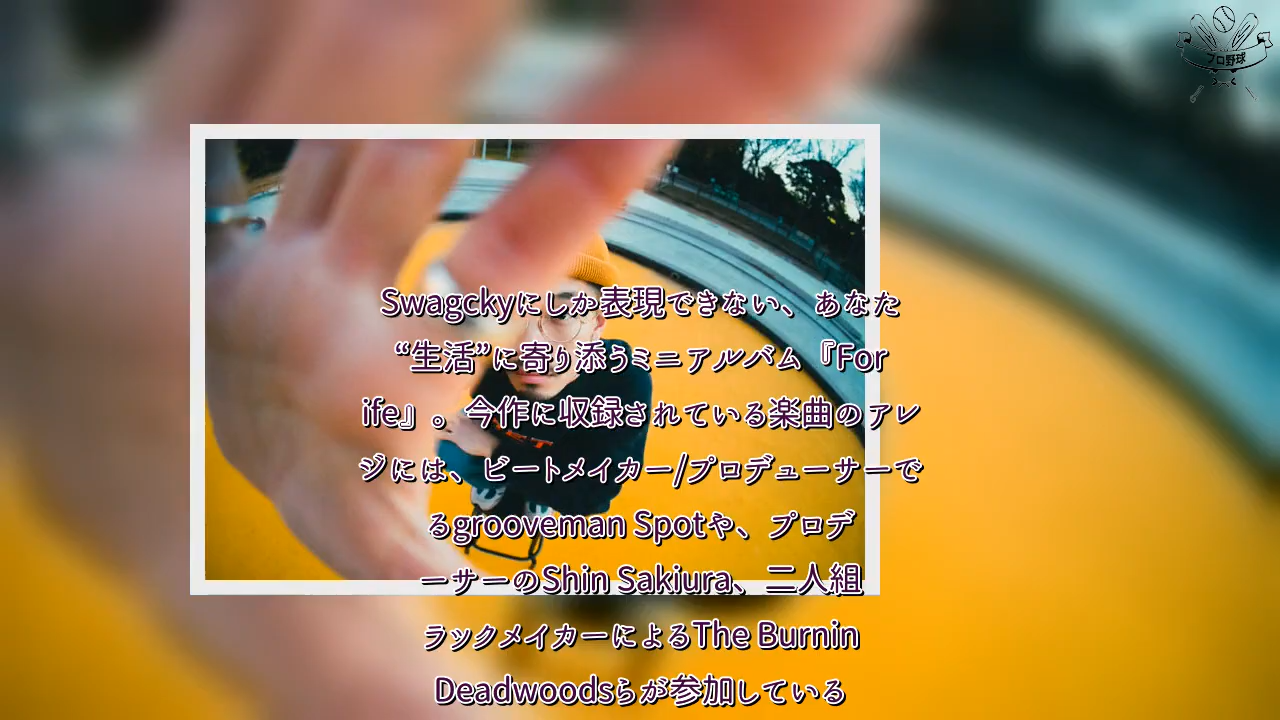 プロ野球
Swagckyにしか表現できない、あなた
“生活”に寄り添うミニアルバム『For
ife』。今作に収録されている楽曲のアレ
ジには、ビートメイカー/プロデューサーで
るgrooveman Spotや、プロデ
ーサーのShin Sakiura、二人組
ラックメイカーによるThe Burnin
Deadwoodsらが参加している